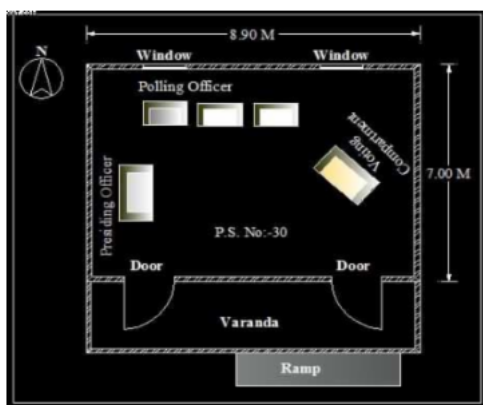 8.90 M
N
Window
Window
Polling Officer
Voting
Compartment
7.00 M
Presiding Officer
P.S. No:-30
Door
Door
Varanda
Ramp